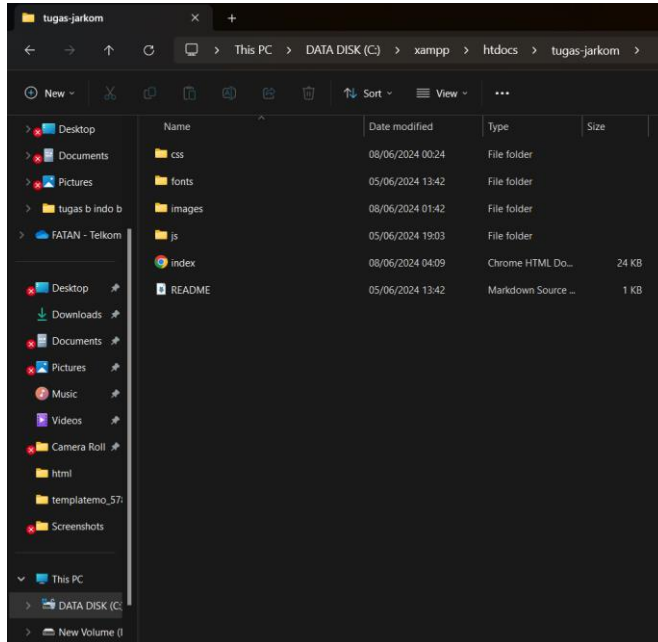 tugas-jarkom
This PC > DATA DISK (C:) > xampp > htdocs > tugas-jarkom >
New Sort View ...
Name Date modified Type Size
css 08/06/2024 00:24 File folder
fonts 05/06/2024 13:42 File folder
images 08/06/2024 01:42 File folder
js 05/06/2024 19:03 File folder
index 08/06/2024 04:09 Chrome HTML Do... 24 KB
README 05/06/2024 13:42 Markdown Source ... 1 KB
Desktop
Documents
Pictures
tugas b indo b
FATAN - Telkom
Desktop
Downloads
Documents
Pictures
Music
Videos
Camera Roll
html
templatemo_578
Screenshots
This PC
DATA DISK (C:)
New Volume (